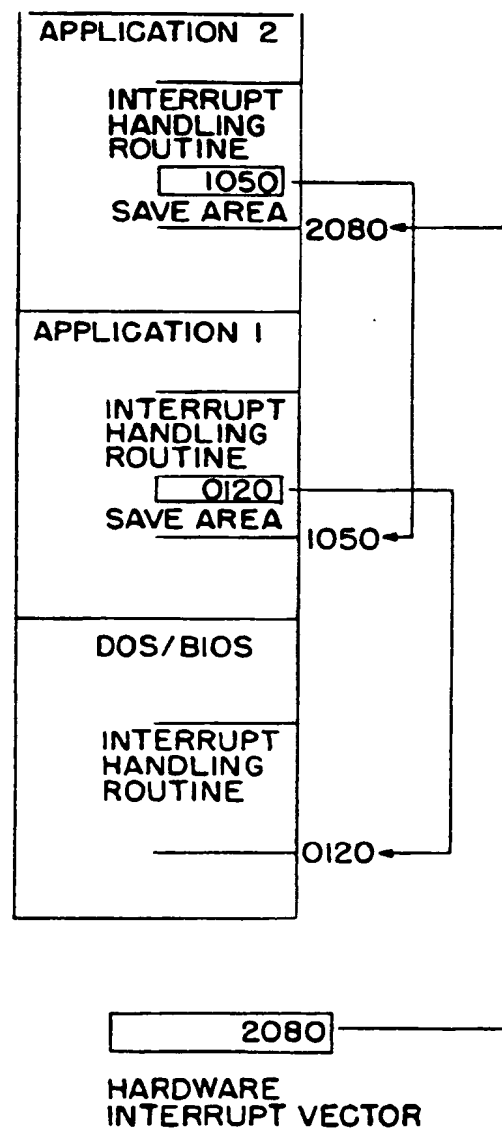 APPLICATION 2
INTERRUPT
HANDLING
ROUTINE
1050
SAVE AREA
2080
APPLICATION 1
INTERRUPT
HANDLING
ROUTINE
0120
SAVE AREA
1050
DOS/BIOS
INTERRUPT
HANDLING
ROUTINE
0120
2080
HARDWARE
INTERRUPT VECTOR